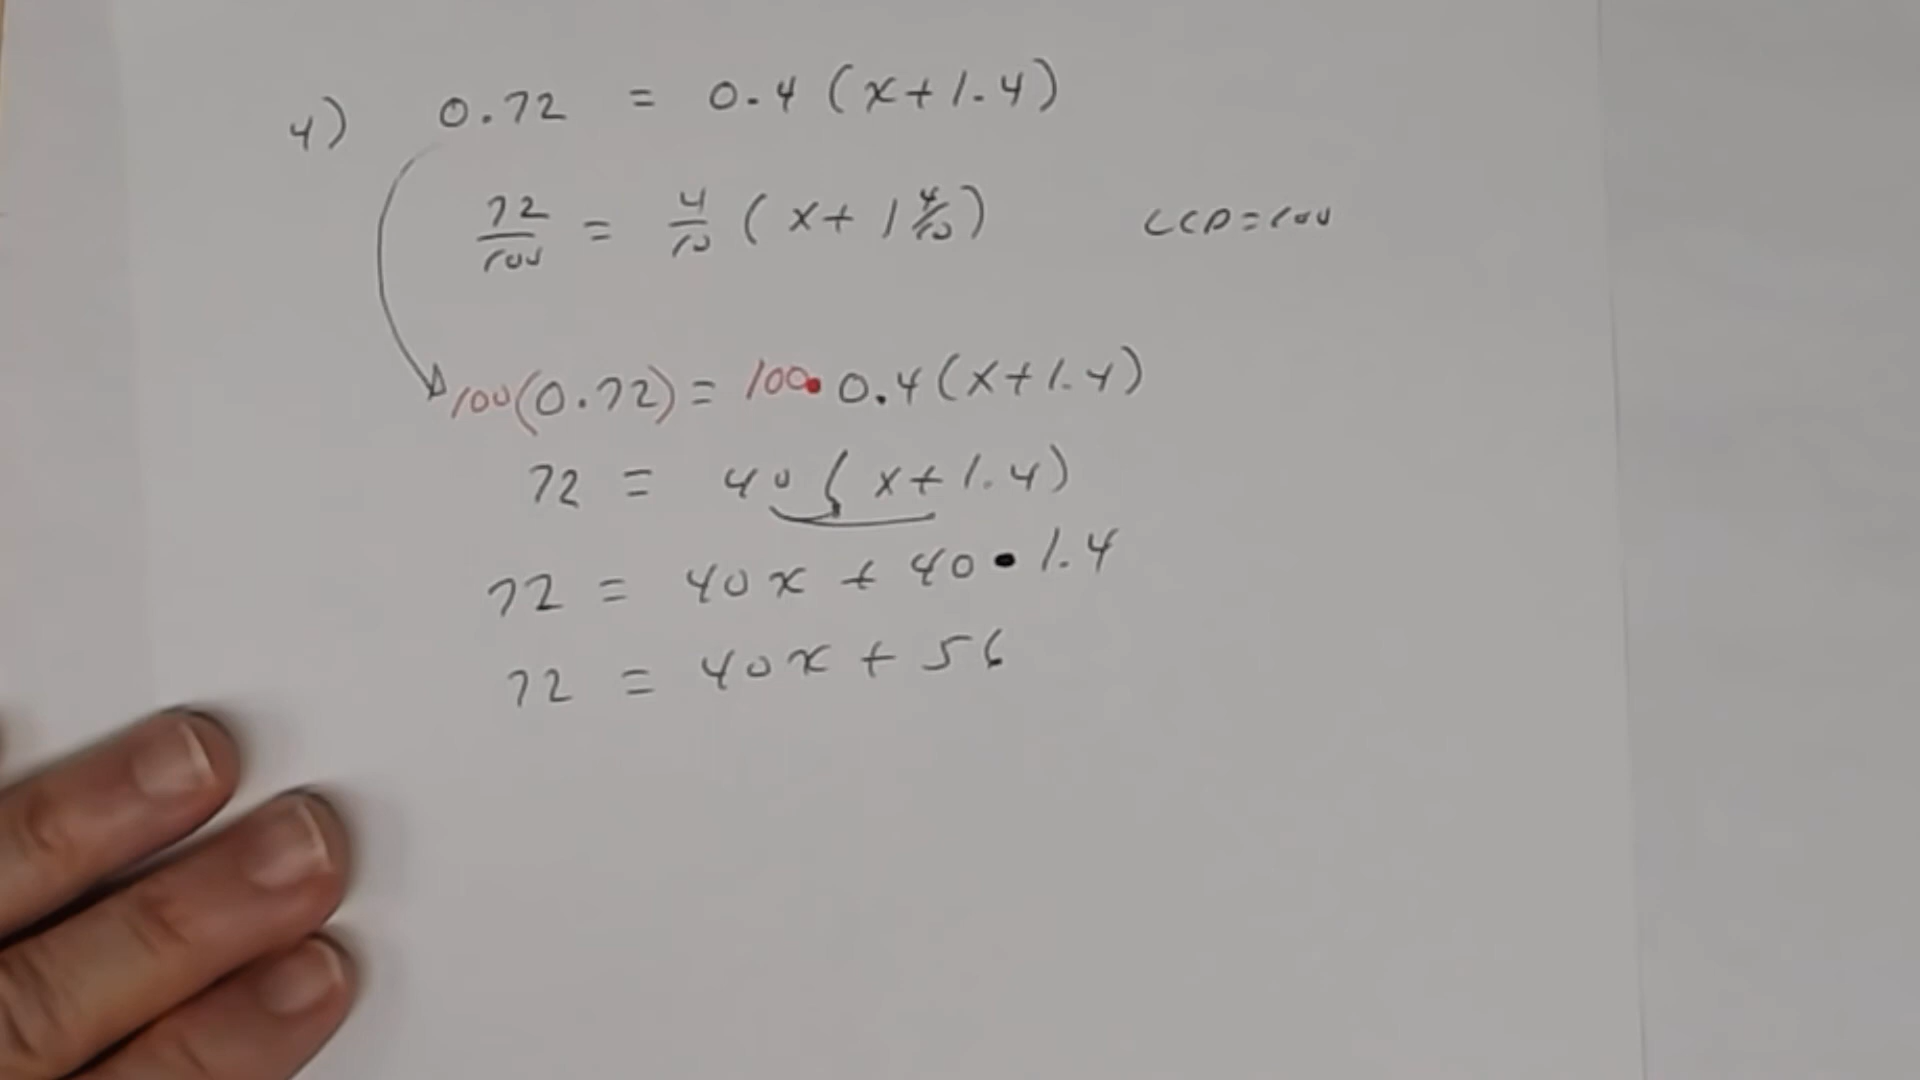 4) 0.72 = 0.4 (x+1.4)
72/100 = 4/10 (x+ 1 4/10) LCD=100
100(0.72) = 100•0.4(x+1.4)
72 = 40(x+1.4)
72 = 40x + 40•1.4
72 = 40x + 56